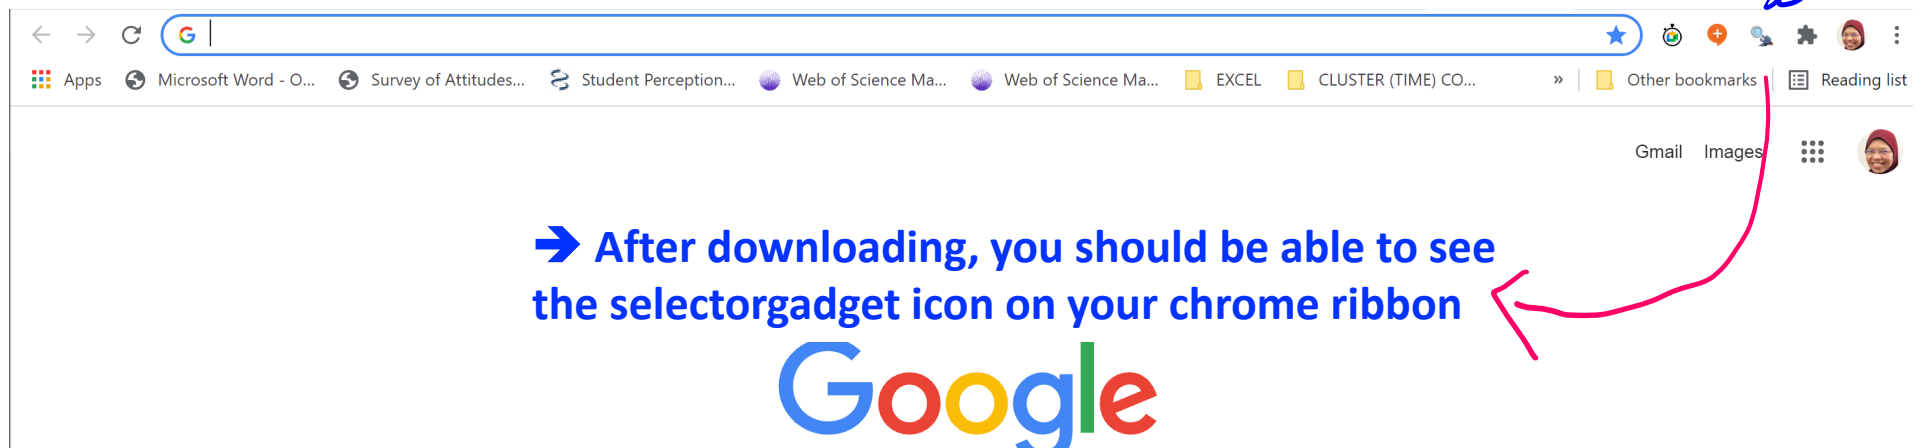 Apps Microsoft Word - O... Survey of Attitudes... Student Perception... Web of Science Ma... Web of Science Ma... EXCEL CLUSTER (TIME) CO... » Other bookmarks Reading list
Gmail Images
➔ After downloading, you should be able to see
the selectorgadget icon on your chrome ribbon
Google